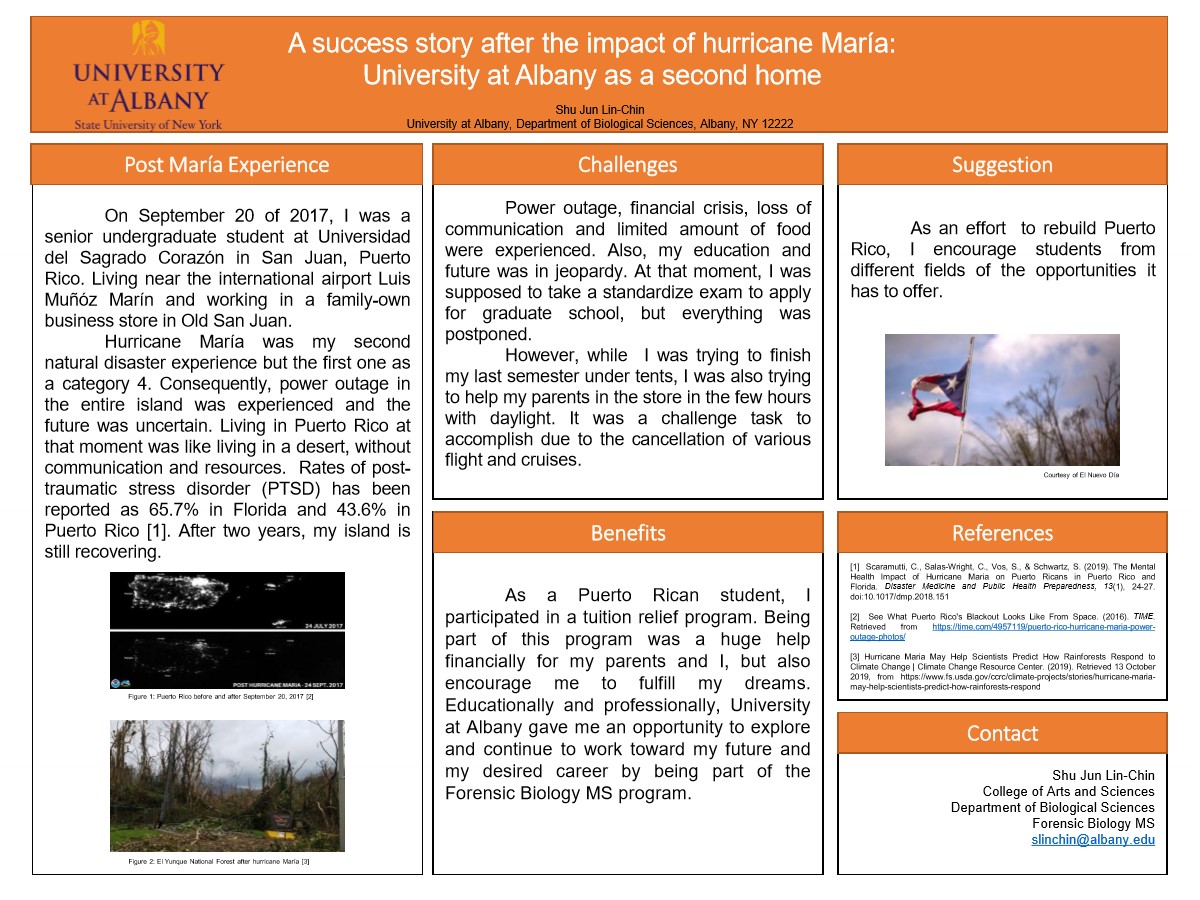 UNIVERSITY
AT ALBANY
State University of New York
A success story after the impact of hurricane María:
University at Albany as a second home
Shu Jun Lin-Chin
University at Albany, Department of Biological Sciences, Albany, NY 12222
Post María Experience
On September 20 of 2017, I was a
senior undergraduate student at Universidad
del Sagrado Corazón in San Juan, Puerto
Rico. Living near the international airport Luis
Muñóz Marín and working in a family-own
business store in Old San Juan.
Hurricane María was my second
natural disaster experience but the first one as
a category 4. Consequently, power outage in
the entire island was experienced and the
future was uncertain. Living in Puerto Rico at
that moment was like living in a desert, without
communication and resources. Rates of post-
traumatic stress disorder (PTSD) has been
reported as 65.7% in Florida and 43.6% in
Puerto Rico [1]. After two years, my island is
still recovering.
24 JULY 2017
POST HURRICANE MARIA - 24 SEPT. 2017
Figure 1: Puerto Rico before and after September 20, 2017 [2]
Figure 2: El Yunque National Forest after hurricane María [3]
Challenges
Power outage, financial crisis, loss of
communication and limited amount of food
were experienced. Also, my education and
future was in jeopardy. At that moment, I was
supposed to take a standardize exam to apply
for graduate school, but everything was
postponed.
However, while I was trying to finish
my last semester under tents, I was also trying
to help my parents in the store in the few hours
with daylight. It was a challenge task to
accomplish due to the cancellation of various
flight and cruises.
Benefits
As a Puerto Rican student, I
participated in a tuition relief program. Being
part of this program was a huge help
financially for my parents and I, but also
encourage me to fulfill my dreams.
Educationally and professionally, University
at Albany gave me an opportunity to explore
and continue to work toward my future and
my desired career by being part of the
Forensic Biology MS program.
Suggestion
As an effort to rebuild Puerto
Rico, I encourage students from
different fields of the opportunities it
has to offer.
Courtesy of El Nuevo Día
References
[1] Scaramutti, C., Salas-Wright, C., Vos, S., & Schwartz, S. (2019). The Mental
Health Impact of Hurricane Maria on Puerto Ricans in Puerto Rico and
Florida. Disaster Medicine and Public Health Preparedness, 13(1), 24-27.
doi:10.1017/dmp.2018.151
[2] See What Puerto Rico's Blackout Looks Like From Space. (2016). TIME.
Retrieved from https://time.com/4957119/puerto-rico-hurricane-maria-power-
outage-photos/
[3] Hurricane Maria May Help Scientists Predict How Rainforests Respond to
Climate Change | Climate Change Resource Center. (2019). Retrieved 13 October
2019, from https://www.fs.usda.gov/ccrc/climate-projects/stories/hurricane-maria-
may-help-scientists-predict-how-rainforests-respond
Contact
Shu Jun Lin-Chin
College of Arts and Sciences
Department of Biological Sciences
Forensic Biology MS
slinchin@albany.edu